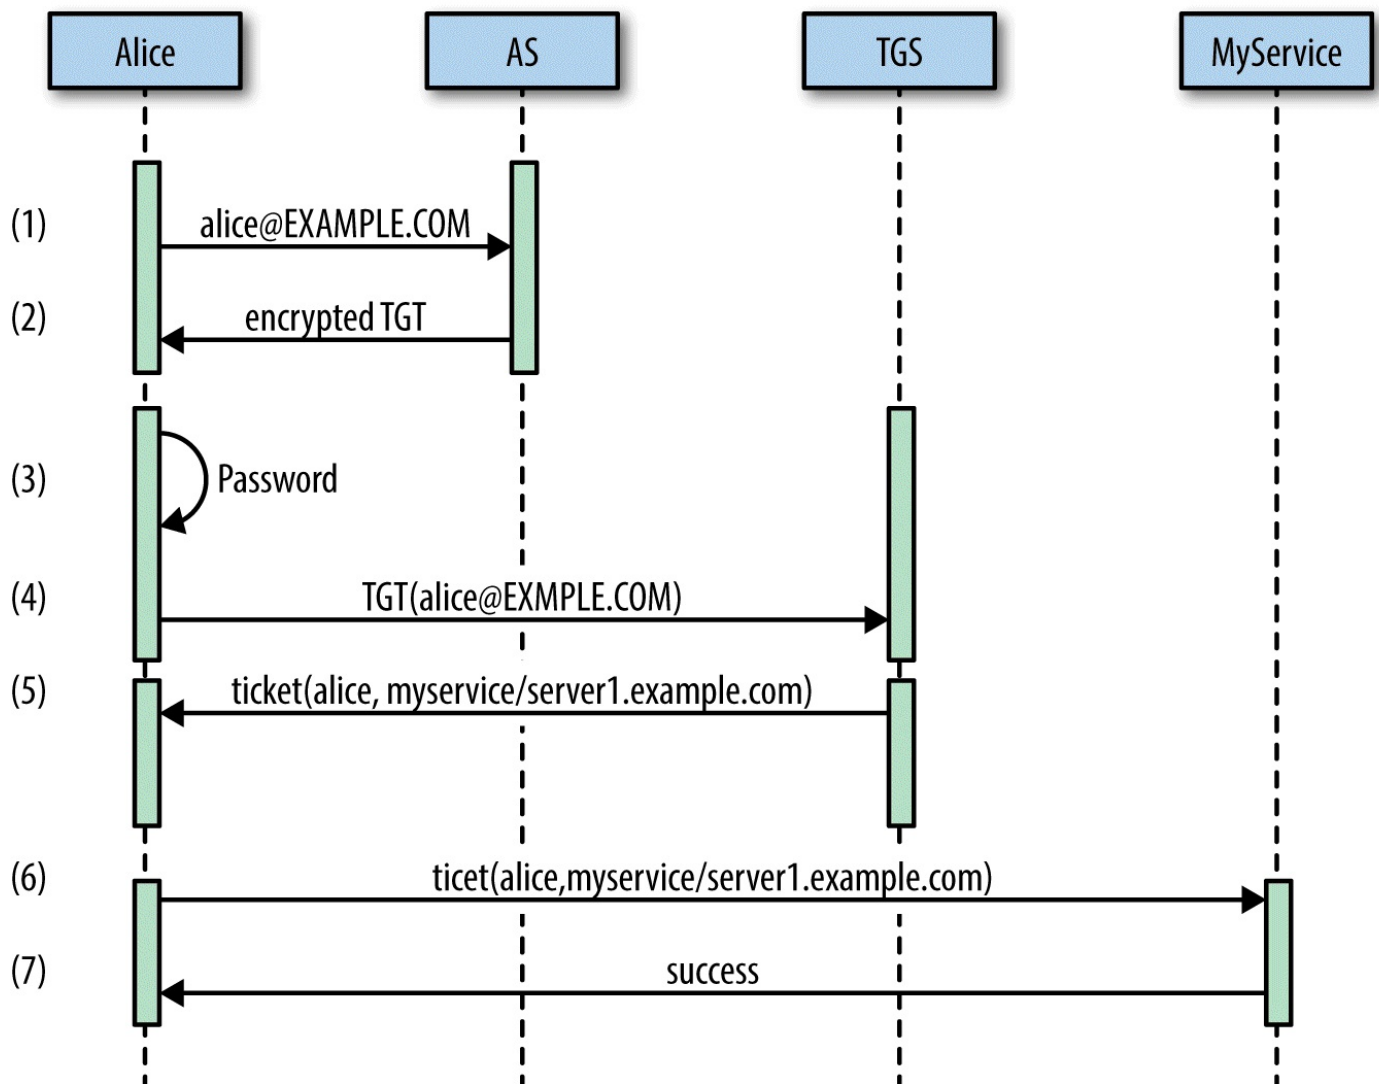 Alice
AS
TGS
MyService
(1)
alice@EXAMPLE.COM
(2)
encrypted TGT
(3)
Password
(4)
TGT(alice@EXMPLE.COM)
(5)
ticket(alice, myservice/server1.example.com)
(6)
ticet(alice,myservice/server1.example.com)
(7)
success